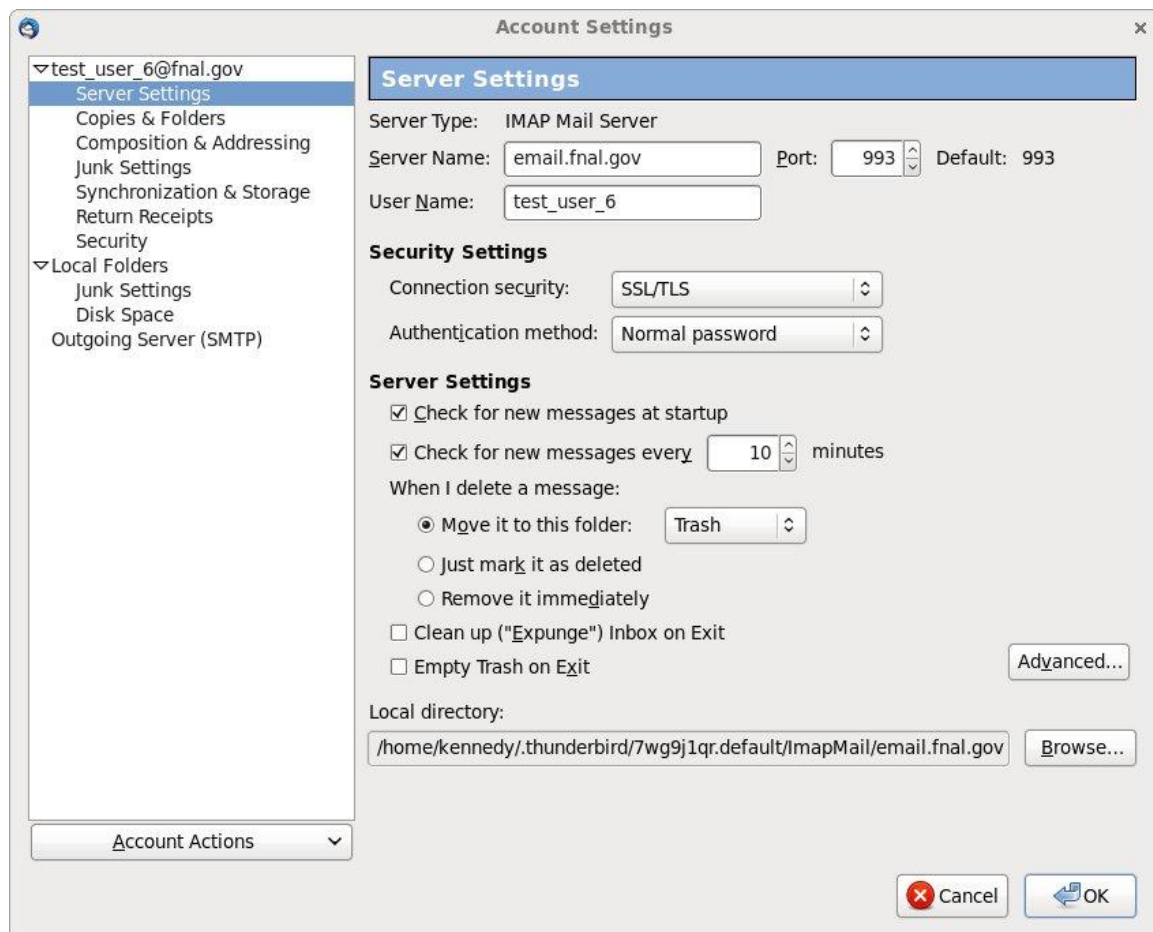 Account Settings
test_user_6@fnal.gov
Server Settings
Copies & Folders
Composition & Addressing
Junk Settings
Synchronization & Storage
Return Receipts
Security
Local Folders
Junk Settings
Disk Space
Outgoing Server (SMTP)
Account Actions
Server Settings
Server Type: IMAP Mail Server
Server Name: email.fnal.gov Port: 993 Default: 993
User Name: test_user_6
Security Settings
Connection security: SSL/TLS
Authentication method: Normal password
Server Settings
Check for new messages at startup
Check for new messages every 10 minutes
When I delete a message:
Move it to this folder: Trash
Just mark it as deleted
Remove it immediately
Clean up ("Expunge") Inbox on Exit
Empty Trash on Exit
Advanced...
Local directory:
/home/kennedy/.thunderbird/7wg9j1qr.default/ImapMail/email.fnal.gov Browse...
Cancel OK